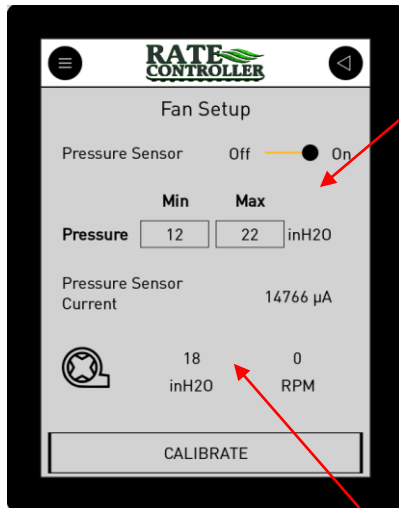 RATE
CONTROLLER
Fan Setup
Pressure Sensor Off On
Min Max
Pressure 12 22 inH2O
Pressure Sensor
Current 14766 µA
18 0
inH2O RPM
CALIBRATE